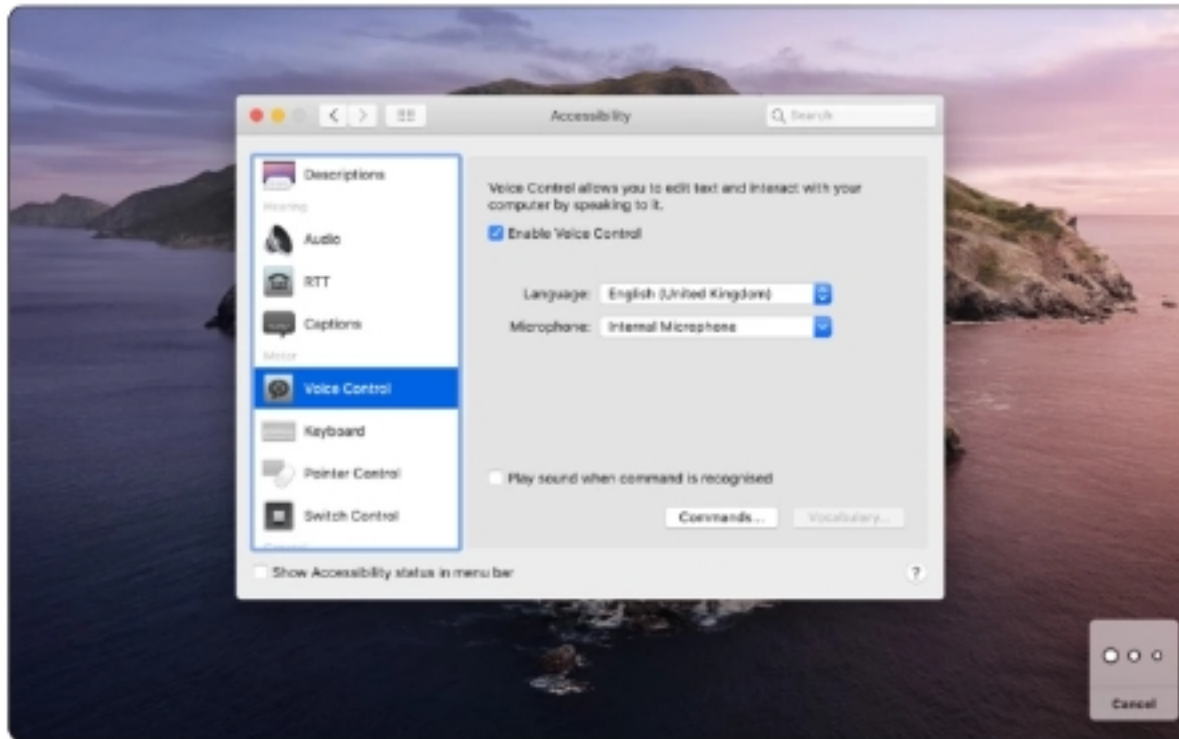 Accessibility
Search
Descriptions
Hearing
Audio
RTT
Captions
Motor
Voice Control
Keyboard
Pointer Control
Switch Control
Voice Control allows you to edit text and interact with your
computer by speaking to it.
Enable Voice Control
Language: English (United Kingdom)
Microphone: Internal Microphone
Play sound when command is recognised
Commands...
Vocabulary...
Show Accessibility status in menu bar
?
Cancel